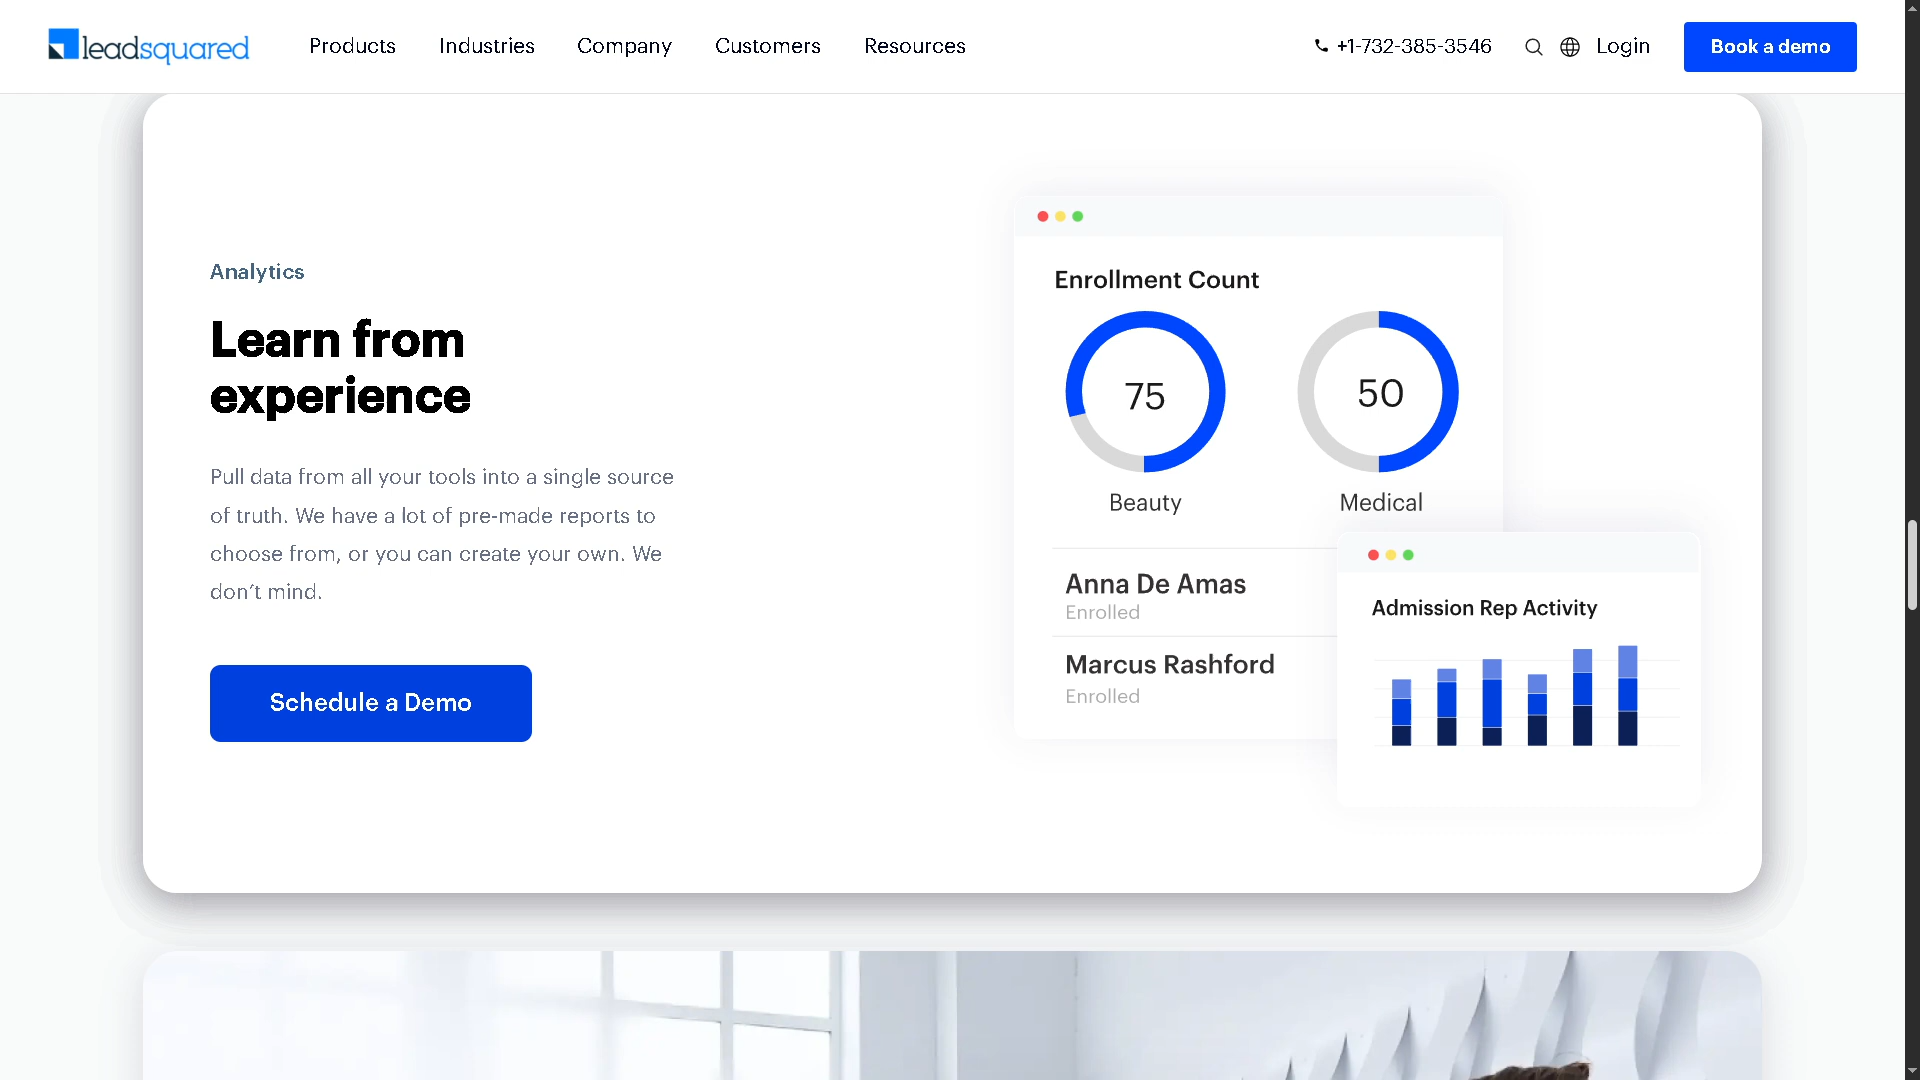 leadsquared
Products
Industries
Company
Customers
Resources
+1-732-385-3546
Login
Book a demo
Analytics
Learn from
experience
Pull data from all your tools into a single source
of truth. We have a lot of pre-made reports to
choose from, or you can create your own. We
don’t mind.
Schedule a Demo
Enrollment Count
75
50
Beauty
Medical
Anna De Amas
Enrolled
Marcus Rashford
Enrolled
Admission Rep Activity